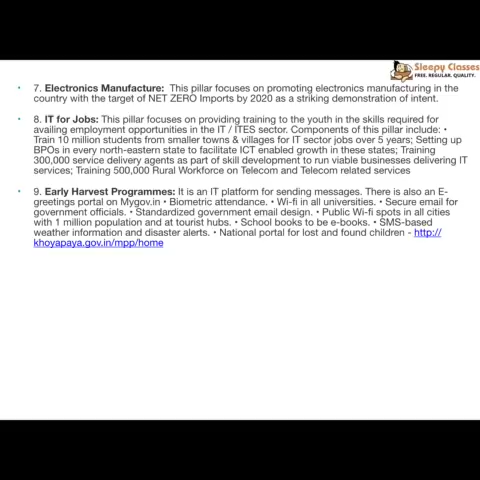 Sleepy Classes
FREE. REGULAR. QUALITY.
• 7. Electronics Manufacture:  This pillar focuses on promoting electronics manufacturing in the
country with the target of NET ZERO Imports by 2020 as a striking demonstration of intent.
• 8. IT for Jobs: This pillar focuses on providing training to the youth in the skills required for
availing employment opportunities in the IT / ITES sector. Components of this pillar include: •
Train 10 million students from smaller towns & villages for IT sector jobs over 5 years; Setting up
BPOs in every north-eastern state to facilitate ICT enabled growth in these states; Training
300,000 service delivery agents as part of skill development to run viable businesses delivering IT
services; Training 500,000 Rural Workforce on Telecom and Telecom related services
• 9. Early Harvest Programmes: It is an IT platform for sending messages. There is also an E-
greetings portal on Mygov.in • Biometric attendance. • Wi-fi in all universities. • Secure email for
government officials. • Standardized government email design. • Public Wi-fi spots in all cities
with 1 million population and at tourist hubs. • School books to be e-books. • SMS-based
weather information and disaster alerts. • National portal for lost and found children - http://
khoyapaya.gov.in/mpp/home